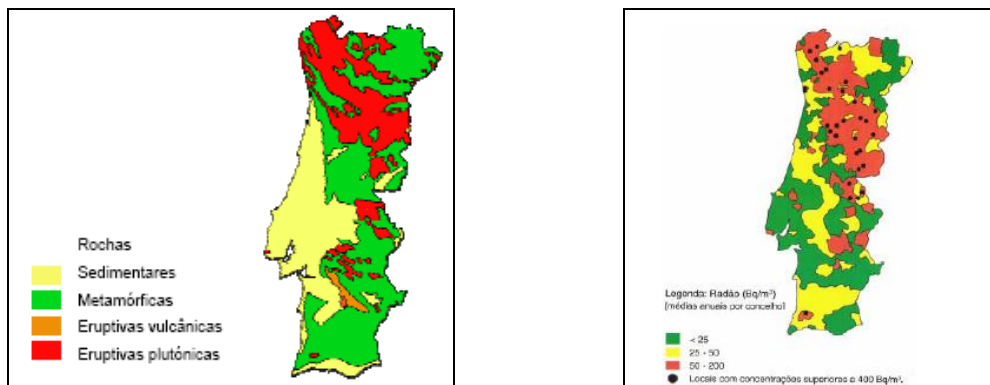 Rochas
Sedimentares
Metamórficas
Eruptivas vulcânicas
Eruptivas plutónicas
Legenda: Radão (Bq/m³)
[médias anuais por concelho]
< 25
25 - 50
50 - 200
Locais com concentrações superiores a 400 Bq/m³.